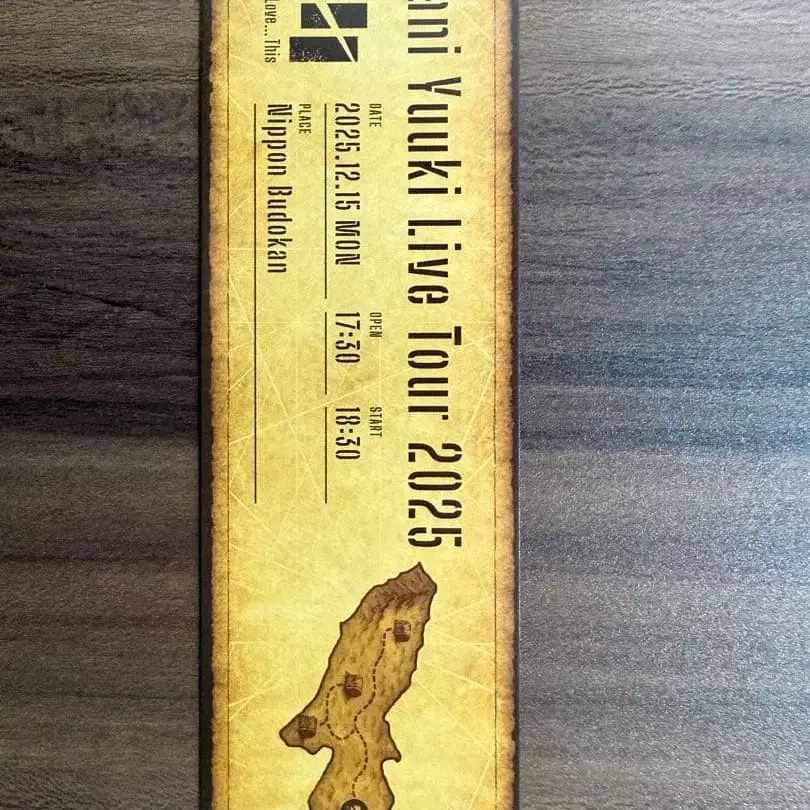 ani Yuuki Live Tour 2025
Love... This
DATE
2025.12.15 MON
OPEN
17:30
START
18:30
PLACE
Nippon Budokan